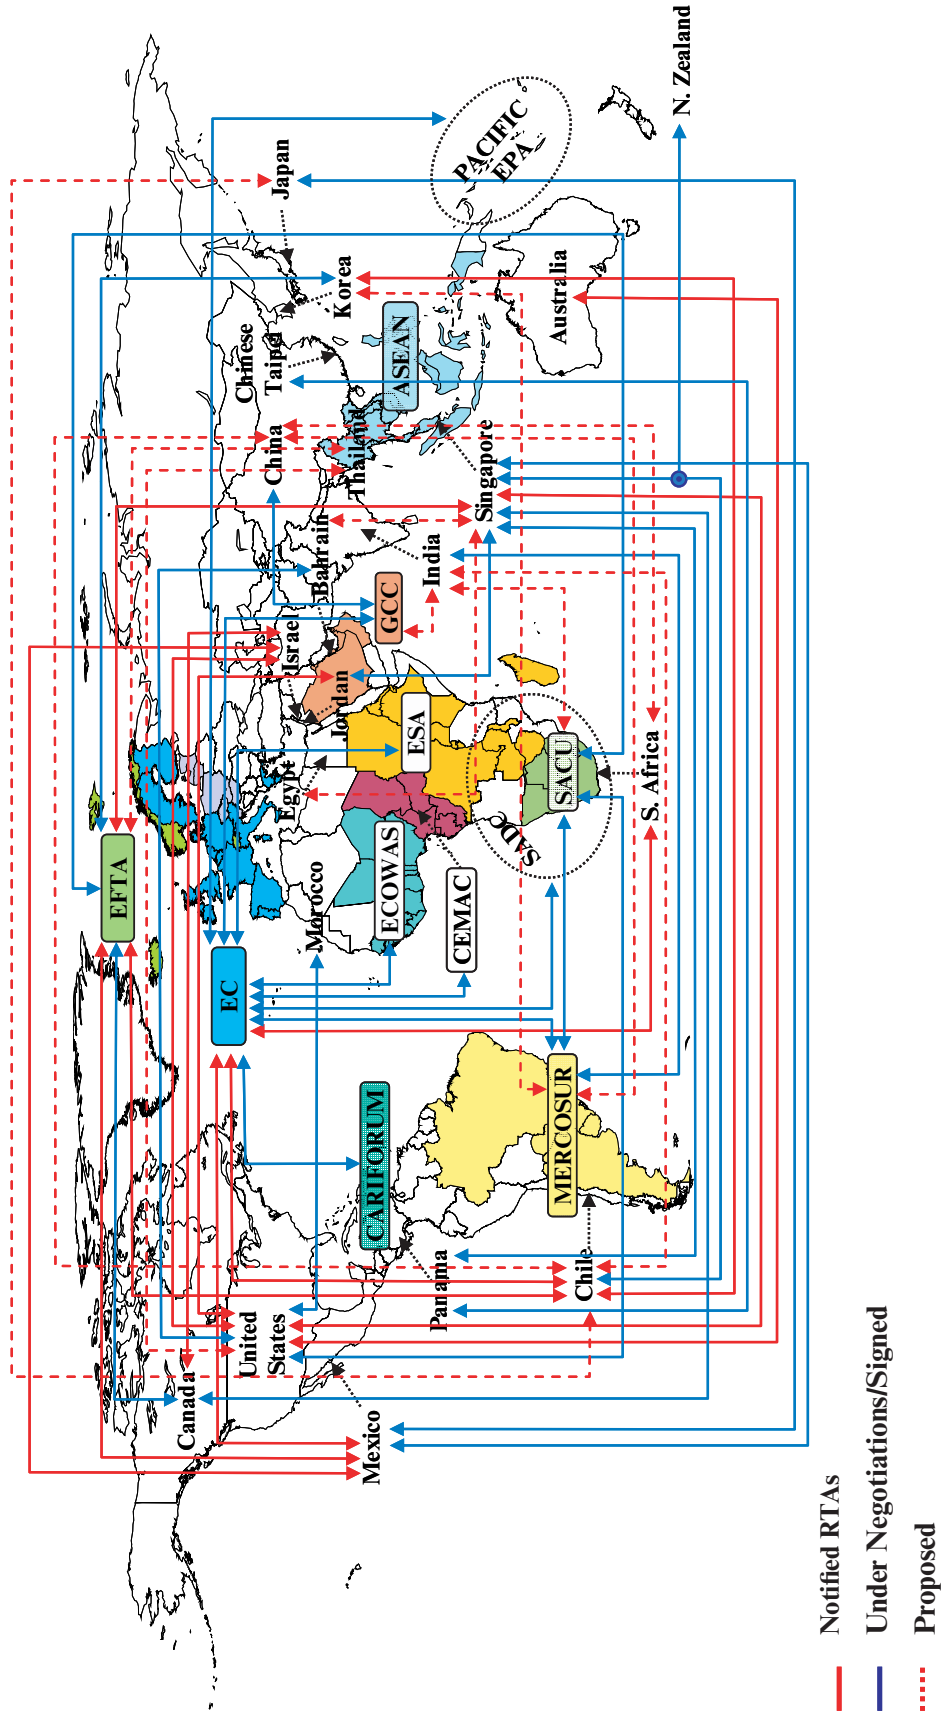 Canada
United
States
Mexico
Panama
Chile
CARIFORUM
MERCOSUR
EC
EFTA
Morocco
ECOWAS
CEMAC
SADC
Egypt
ESA
SACU
S. Africa
Jordan
Israel
GCC
Bahrain
India
Singapore
China
Thailand
Chinese
Taipei
ASEAN
Korea
Japan
Australia
PACIFIC
EPA
N. Zealand
Notified RTAs
Under Negotiations/Signed
Proposed